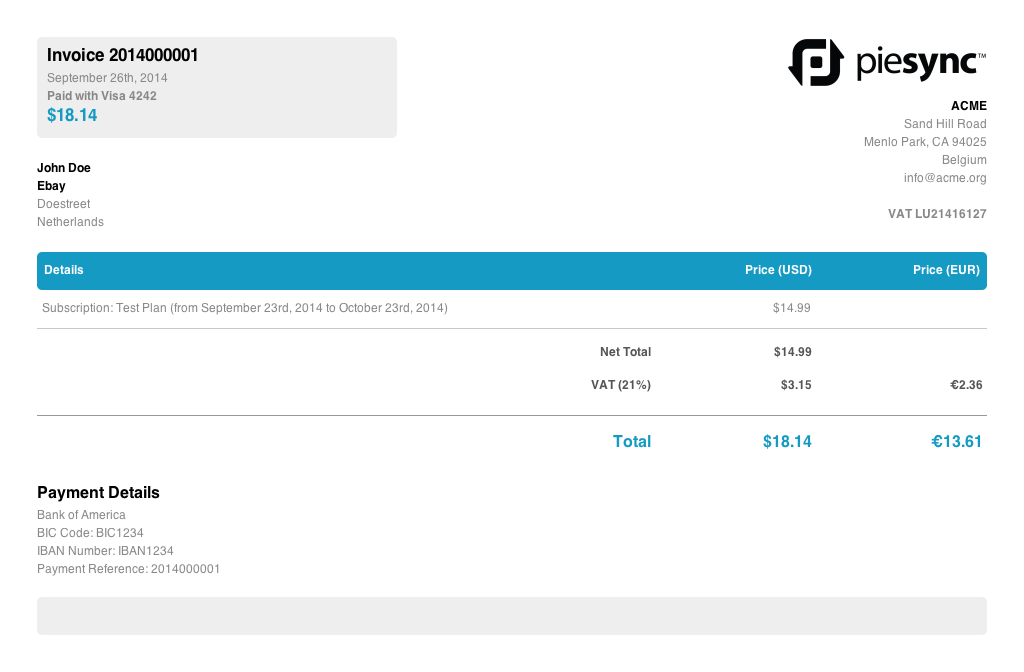 Invoice 2014000001
September 26th, 2014
Paid with Visa 4242
$18.14
piesync™
ACME
Sand Hill Road
Menlo Park, CA 94025
Belgium
info@acme.org
VAT LU21416127
John Doe
Ebay
Doestreet
Netherlands
Details Price (USD) Price (EUR)
Subscription: Test Plan (from September 23rd, 2014 to October 23rd, 2014) $14.99
Net Total $14.99
VAT (21%) $3.15 €2.36
Total $18.14 €13.61
Payment Details
Bank of America
BIC Code: BIC1234
IBAN Number: IBAN1234
Payment Reference: 2014000001